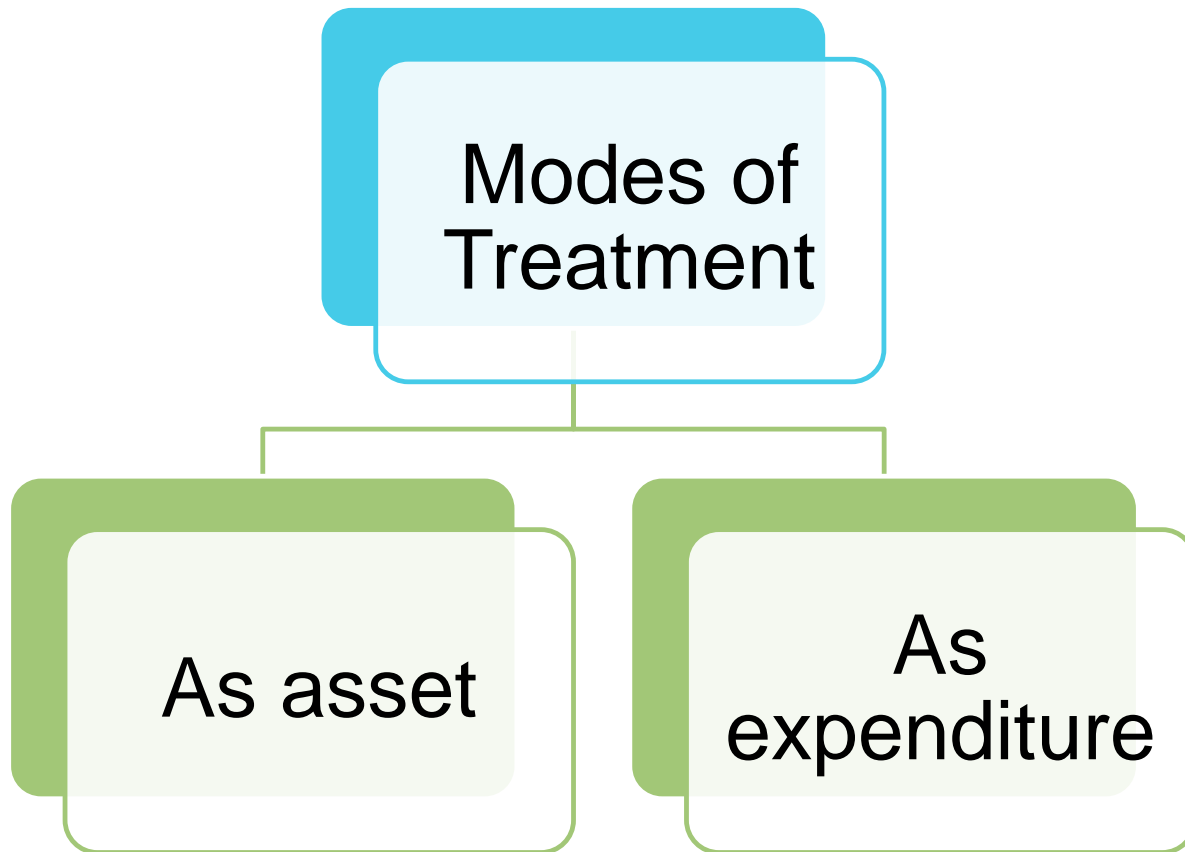 Modes of
Treatment
As asset
As
expenditure